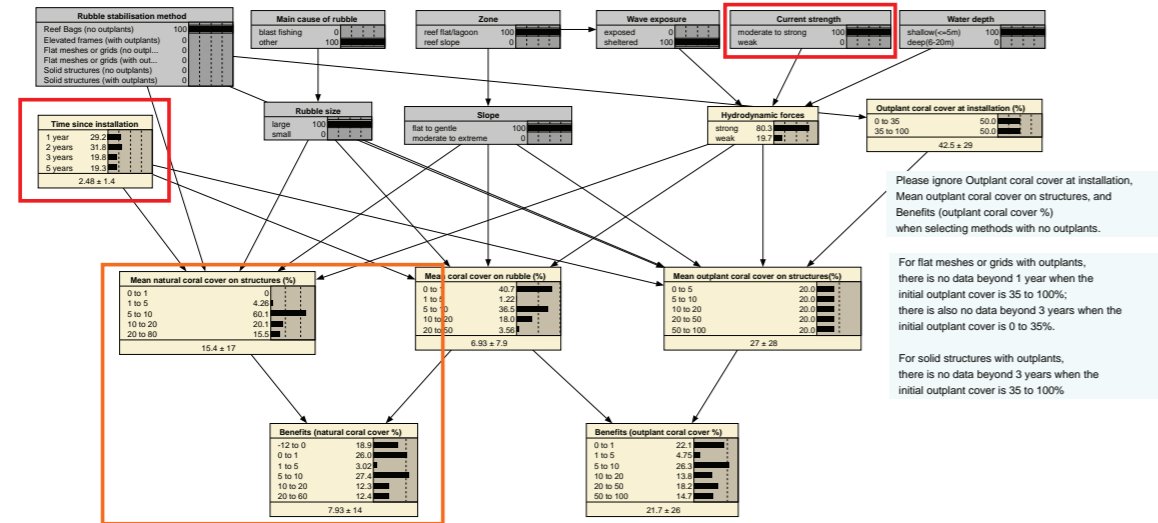 Rubble stabilisation method
Reef Bags (no outplants) 100
Elevated frames (with outplants) 0
Flat meshes or grids (no outpl... 0
Flat meshes or grids (with out... 0
Solid structures (no outplants) 0
Solid structures (with outplants) 0
Main cause of rubble
blast fishing 0
other 100
Zone
reef flat/lagoon 100
reef slope 0
Wave exposure
exposed 0
sheltered 100
Current strength
moderate to strong 100
weak 0
Water depth
shallow(<=5m) 100
deep(6-20m) 0
Time since installation
1 year 29.2
2 years 31.8
3 years 19.8
5 years 19.3
2.48 ± 1.4
Rubble size
large 100
small 0
Slope
flat to gentle 100
moderate to extreme 0
Hydrodynamic forces
strong 80.3
weak 19.7
Outplant coral cover at installation (%)
0 to 35 50.0
35 to 100 50.0
42.5 ± 29
Please ignore Outplant coral cover at installation,
Mean outplant coral cover on structures, and
Benefits (outplant coral cover %)
when selecting methods with no outplants.
For flat meshes or grids with outplants,
there is no data beyond 1 year when the
initial outplant cover is 35 to 100%;
there is also no data beyond 3 years when the
initial outplant cover is 0 to 35%.
For solid structures with outplants,
there is no data beyond 3 years when the
initial outplant cover is 35 to 100%
Mean natural coral cover on structures (%)
0 to 1 0
1 to 5 4.26
5 to 10 60.1
10 to 20 20.1
20 to 80 15.5
15.4 ± 17
Mean coral cover on rubble (%)
0 to 1 40.7
1 to 5 1.22
5 to 10 36.5
10 to 20 18.0
20 to 50 3.56
6.93 ± 7.9
Mean outplant coral cover on structures(%)
0 to 5 20.0
5 to 10 20.0
10 to 20 20.0
20 to 50 20.0
50 to 100 20.0
27 ± 28
Benefits (natural coral cover %)
-12 to 0 18.9
0 to 1 26.0
1 to 5 3.02
5 to 10 27.4
10 to 20 12.3
20 to 60 12.4
7.93 ± 14
Benefits (outplant coral cover %)
0 to 1 22.1
1 to 5 4.75
5 to 10 26.3
10 to 20 13.8
20 to 50 18.2
50 to 100 14.7
21.7 ± 26